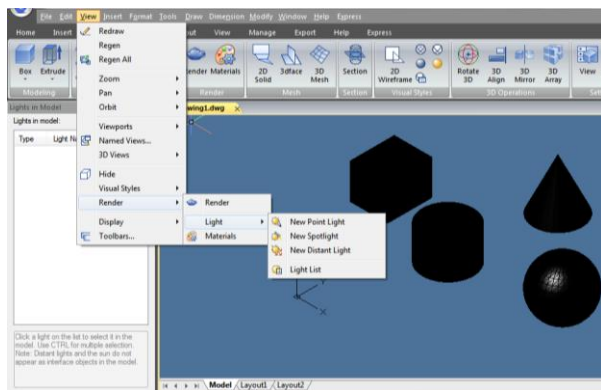 File Edit View Insert Format Tools Draw Dimension Modify Window Help Express
Home Insert out View Manage Export Help Express
Box Extrude Render Materials 2D Solid 3dface 3D Mesh Section 2D Wireframe Rotate 3D 3D Align 3D Mirror 3D Array View
Modeling Render Mesh Section Visual Styles 3D Operations Set
Redraw
Regen
Regen All
Zoom
Pan
Orbit
Viewports
Named Views...
3D Views
Hide
Visual Styles
Render
Display
Toolbars...
Render
Light
Materials
New Point Light
New Spotlight
New Distant Light
Light List
Lights in Model
Lights in model:
Type Light Na
wing1.dwg
Y
X
Click a light on the list to select it in the
model. Use CTRL for multiple selection.
Note: Distant lights and the sun do not
appear as interface objects in the model.
Model Layout1 Layout2